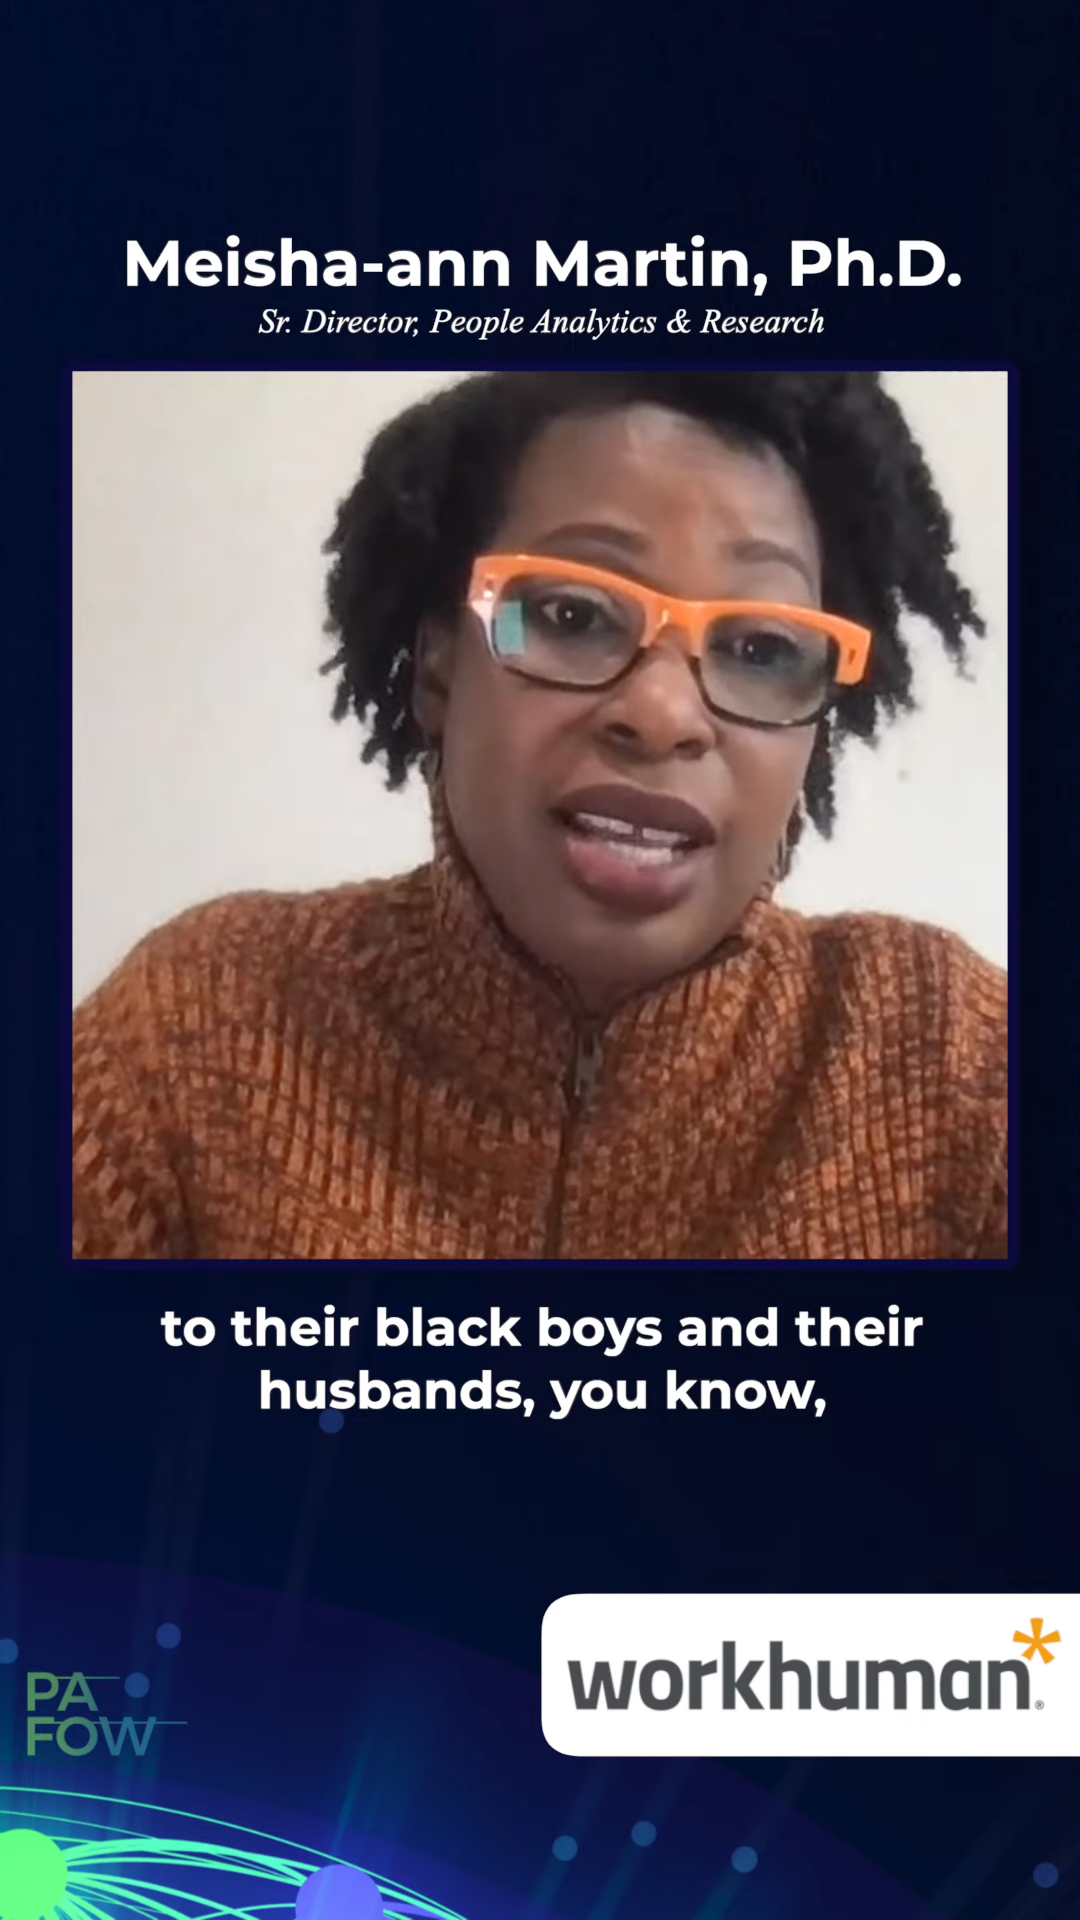 Meisha-ann Martin, Ph.D.
Sr. Director, People Analytics & Research
to their black boys and their
husbands, you know,
workhuman*®
PA
FOW